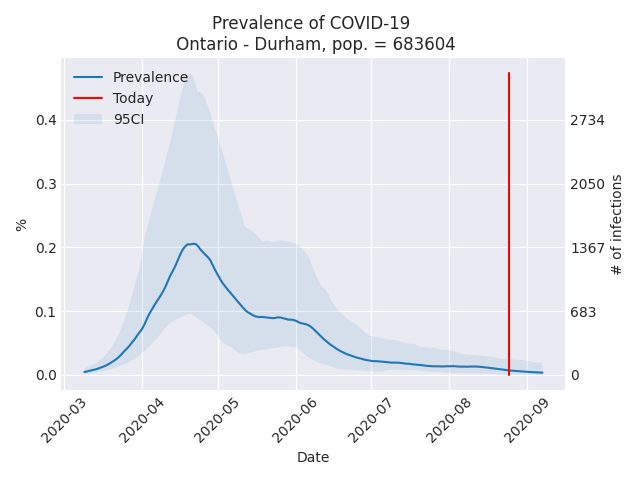 Prevalence of COVID-19
Ontario - Durham, pop. = 683604
Prevalence
Today
95CI
%
0.4
0.3
0.2
0.1
0.0
2734
2050
1367
683
0
# of infections
2020-03
2020-04
2020-05
2020-06
2020-07
2020-08
2020-09
Date